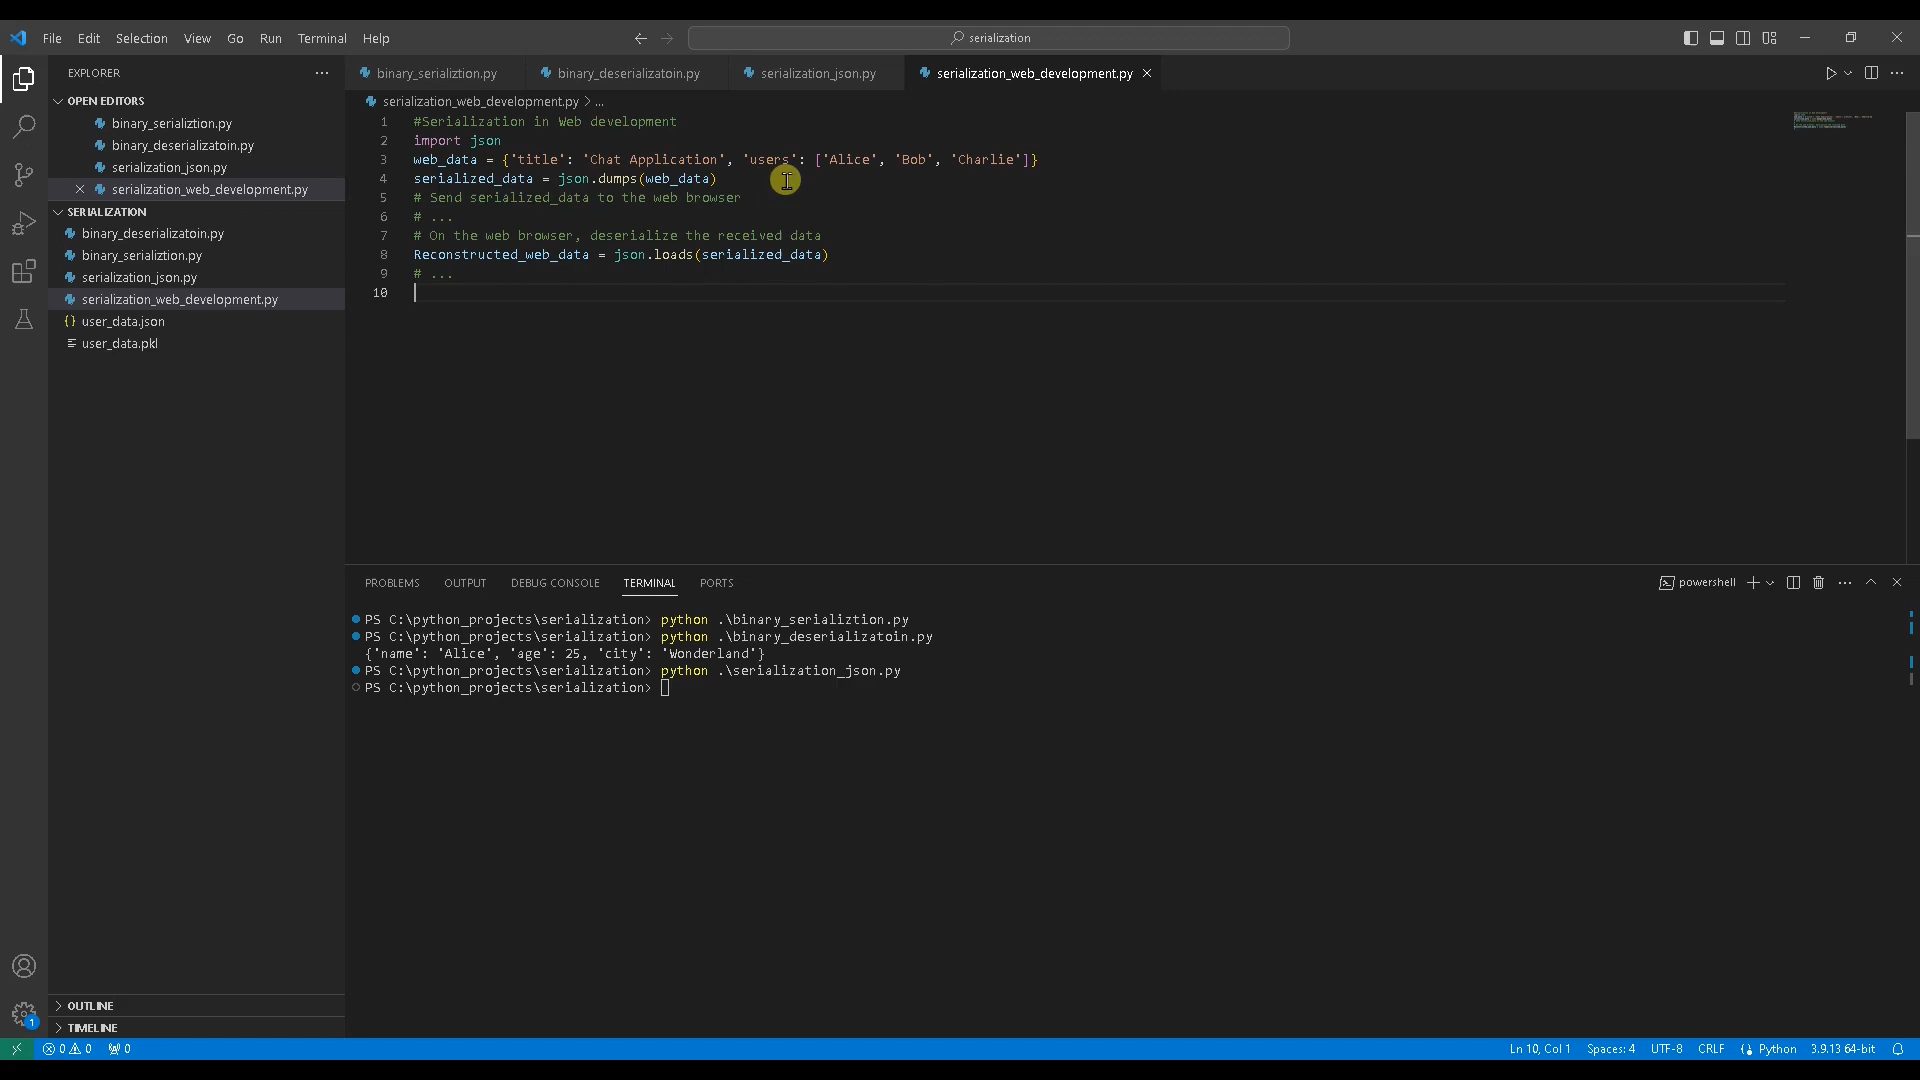 File Edit Selection View Go Run Terminal Help
serialization
EXPLORER
OPEN EDITORS
binary_serializtion.py
binary_deserializatoin.py
serialization_json.py
serialization_web_development.py
SERIALIZATION
binary_deserializatoin.py
binary_serializtion.py
serialization_json.py
serialization_web_development.py
user_data.json
user_data.pkl
OUTLINE
TIMELINE
binary_serializtion.py binary_deserializatoin.py serialization_json.py serialization_web_development.py
serialization_web_development.py > ...
1 #Serialization in Web development
2 import json
3 web_data = {'title': 'Chat Application', 'users': ['Alice', 'Bob', 'Charlie']}
4 serialized_data = json.dumps(web_data)
5 # Send serialized_data to the web browser
6 # ...
7 # On the web browser, deserialize the received data
8 Reconstructed_web_data = json.loads(serialized_data)
9 # ...
10
PROBLEMS OUTPUT DEBUG CONSOLE TERMINAL PORTS
powershell
PS C:\python_projects\serialization> python .\binary_serializtion.py
PS C:\python_projects\serialization> python .\binary_deserializatoin.py
{'name': 'Alice', 'age': 25, 'city': 'Wonderland'}
PS C:\python_projects\serialization> python .\serialization_json.py
PS C:\python_projects\serialization>
1
0 0 0
Ln 10, Col 1 Spaces: 4 UTF-8 CRLF Python 3.9.13 64-bit